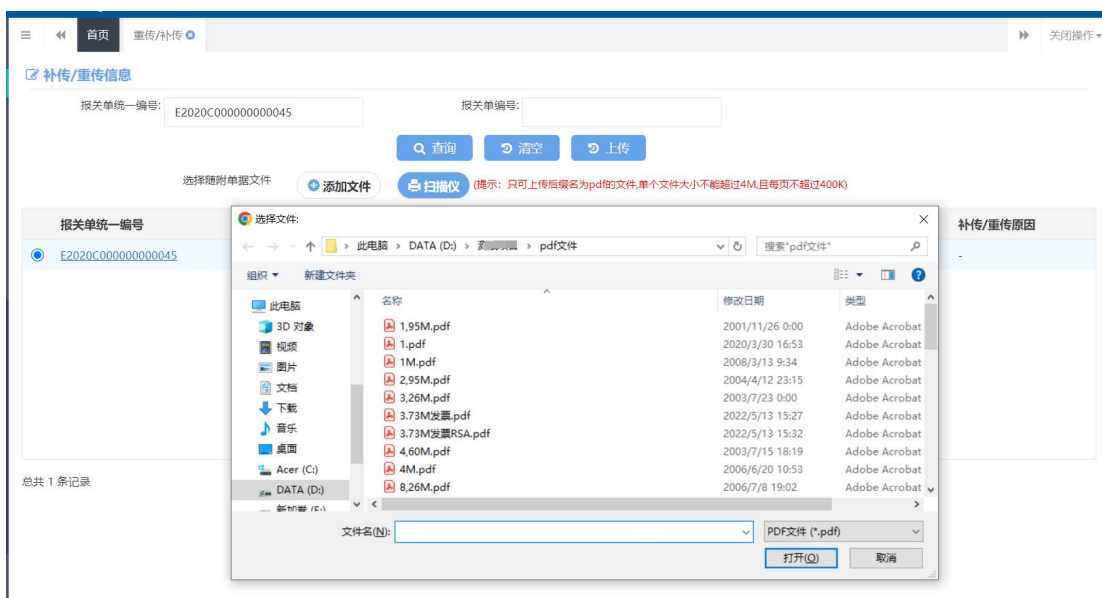 首页 重传/补传 关闭操作
补传/重传信息
报关单统一编号: E2020C000000000045 报关单编号:
查询 清空 上传
选择随附单据文件 添加文件 扫描仪 (提示：只可上传后缀名为pdf的文件,单个文件大小不能超过4M,且每页不超过400K)
报关单统一编号 补传/重传原因
E2020C000000000045 -
总共 1 条记录
选择文件:
此电脑 › DATA (D:) › › pdf文件 搜索"pdf文件"
组织 新建文件夹
此电脑
3D 对象
视频
图片
文档
下载
音乐
桌面
Acer (C:)
DATA (D:)
新加卷 (E:)
名称 修改日期 类型
1,95M.pdf 2001/11/26 0:00 Adobe Acrobat
1.pdf 2020/3/30 16:53 Adobe Acrobat
1M.pdf 2008/3/13 9:34 Adobe Acrobat
2,95M.pdf 2004/4/12 23:15 Adobe Acrobat
3,26M.pdf 2003/7/23 0:00 Adobe Acrobat
3.73M发票.pdf 2022/5/13 15:27 Adobe Acrobat
3.73M发票RSA.pdf 2022/5/13 15:32 Adobe Acrobat
4,60M.pdf 2003/7/15 18:19 Adobe Acrobat
4M.pdf 2006/6/20 10:53 Adobe Acrobat
8,26M.pdf 2006/7/8 19:02 Adobe Acrobat
文件名(N): PDF文件 (*.pdf)
打开(O) 取消